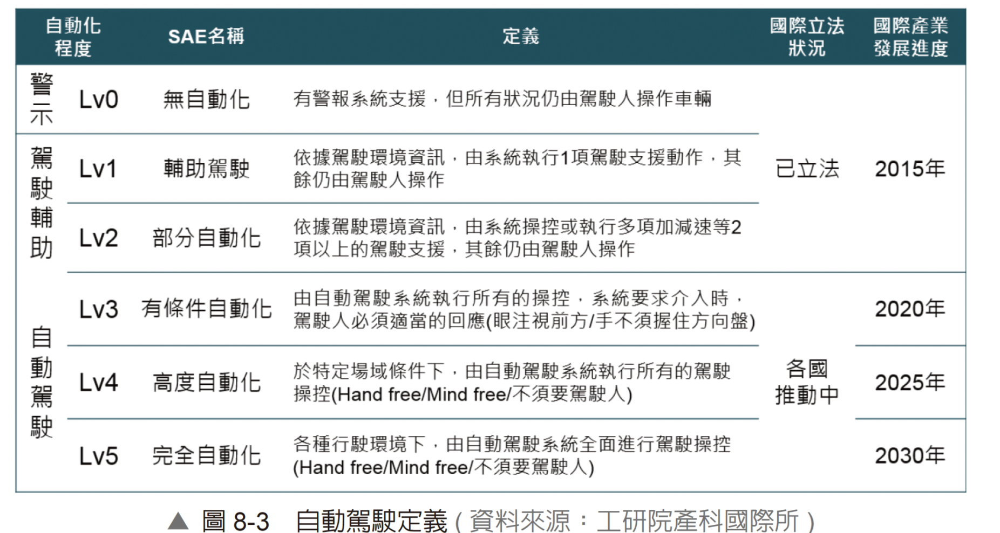 自動化
程度
SAE名稱
定義
國際立法
狀況
國際產業
發展進度
警示
Lv0
無自動化
有警報系統支援，但所有狀況仍由駕駛人操作車輛
駕駛輔助
Lv1
輔助駕駛
依據駕駛環境資訊，由系統執行1項駕駛支援動作，其
餘仍由駕駛人操作
已立法
2015年
Lv2
部分自動化
依據駕駛環境資訊，由系統操控或執行多項加減速等2
項以上的駕駛支援，其餘仍由駕駛人操作
自動駕駛
Lv3
有條件自動化
由自動駕駛系統執行所有的操控，系統要求介入時，
駕駛人必須適當的回應(眼注視前方/手不須握住方向盤)
2020年
Lv4
高度自動化
於特定場域條件下，由自動駕駛系統執行所有的駕駛
操控(Hand free/Mind free/不須要駕駛人)
各國
推動中
2025年
Lv5
完全自動化
各種行駛環境下，由自動駕駛系統全面進行駕駛操控
(Hand free/Mind free/不須要駕駛人)
2030年
▲ 圖 8-3 自動駕駛定義 ( 資料來源：工研院產科國際所 )